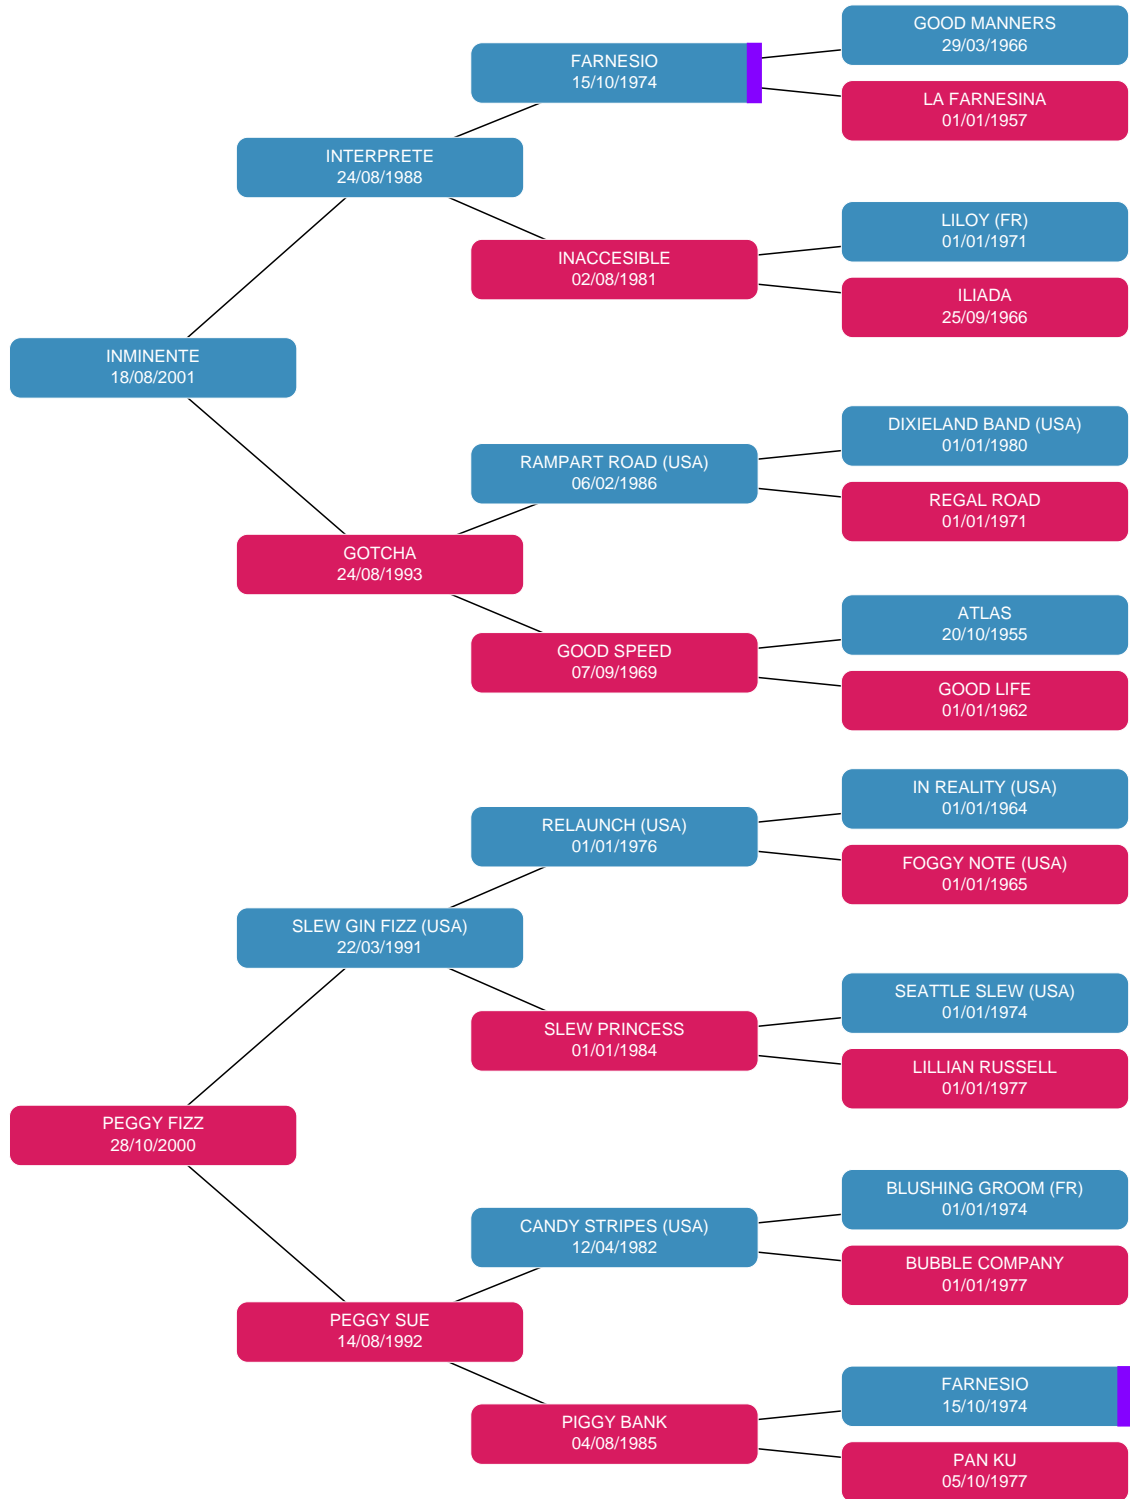 GOOD MANNERS
29/03/1966
FARNESIO
15/10/1974
LA FARNESINA
01/01/1957
INTERPRETE
24/08/1988
LILOY (FR)
01/01/1971
INACCESIBLE
02/08/1981
ILIADA
25/09/1966
INMINENTE
18/08/2001
DIXIELAND BAND (USA)
01/01/1980
RAMPART ROAD (USA)
06/02/1986
REGAL ROAD
01/01/1971
GOTCHA
24/08/1993
ATLAS
20/10/1955
GOOD SPEED
07/09/1969
GOOD LIFE
01/01/1962
IN REALITY (USA)
01/01/1964
RELAUNCH (USA)
01/01/1976
FOGGY NOTE (USA)
01/01/1965
SLEW GIN FIZZ (USA)
22/03/1991
SEATTLE SLEW (USA)
01/01/1974
SLEW PRINCESS
01/01/1984
LILLIAN RUSSELL
01/01/1977
PEGGY FIZZ
28/10/2000
BLUSHING GROOM (FR)
01/01/1974
CANDY STRIPES (USA)
12/04/1982
BUBBLE COMPANY
01/01/1977
PEGGY SUE
14/08/1992
FARNESIO
15/10/1974
PIGGY BANK
04/08/1985
PAN KU
05/10/1977